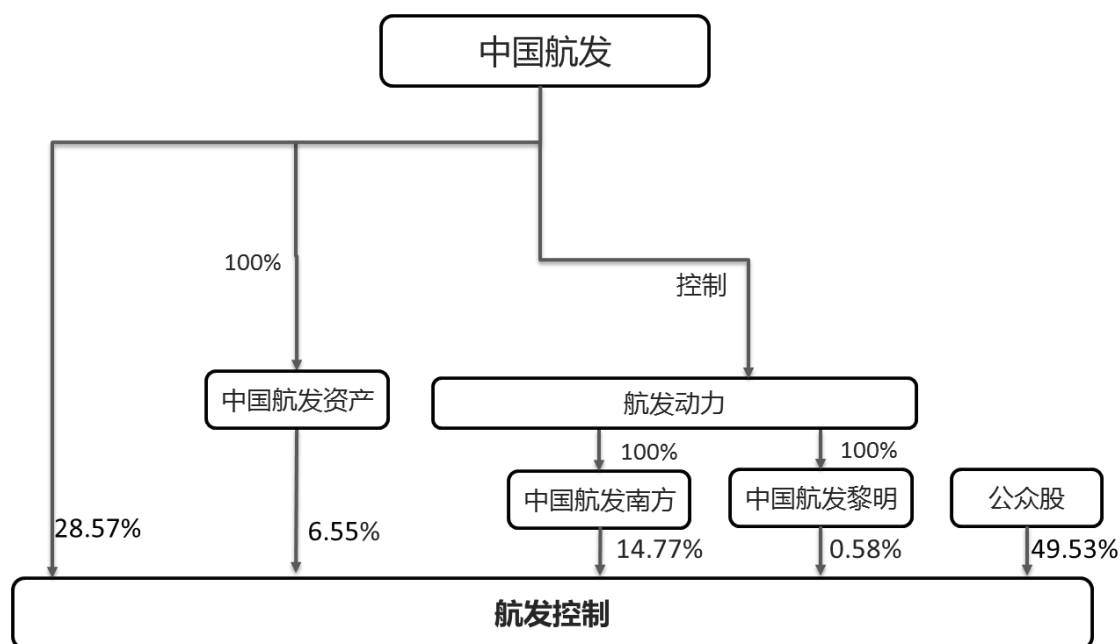 中国航发
100%
控制
中国航发资产
航发动力
100%
100%
中国航发南方
中国航发黎明
公众股
28.57%
6.55%
14.77%
0.58%
49.53%
航发控制